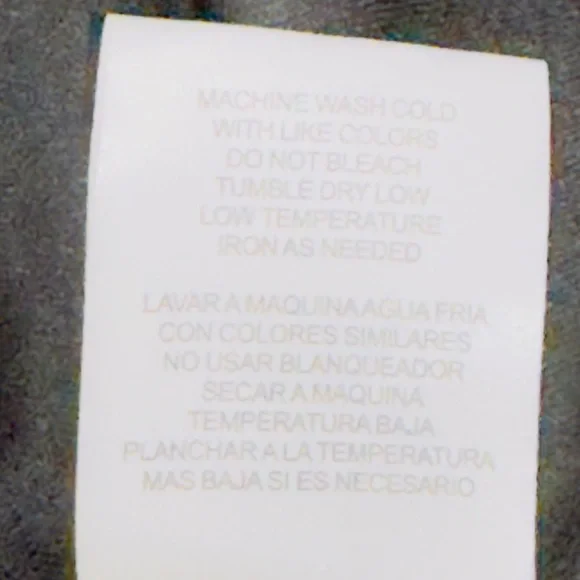 MACHINE WASH COLD
WITH LIKE COLORS
DO NOT BLEACH
TUMBLE DRY LOW
LOW TEMPERATURE
IRON AS NEEDED
LAVAR A MAQUINA AGUA FRIA
CON COLORES SIMILARES
NO USAR BLANQUEADOR
SECAR A MAQUINA
TEMPERATURA BAJA
PLANCHAR A LA TEMPERATURA
MAS BAJA SI ES NECESARIO